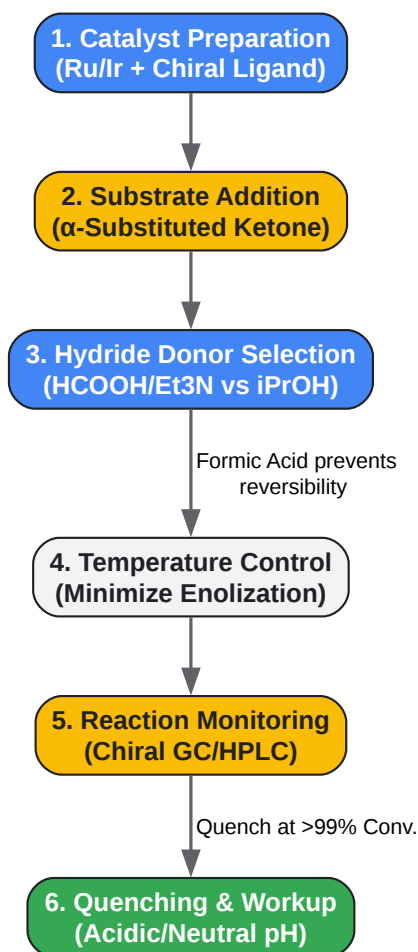 1. Catalyst Preparation
(Ru/Ir + Chiral Ligand)
2. Substrate Addition
(α-Substituted Ketone)
3. Hydride Donor Selection
(HCOOH/Et3N vs iPrOH)
Formic Acid prevents
reversibility
4. Temperature Control
(Minimize Enolization)
5. Reaction Monitoring
(Chiral GC/HPLC)
Quench at >99% Conv.
6. Quenching & Workup
(Acidic/Neutral pH)